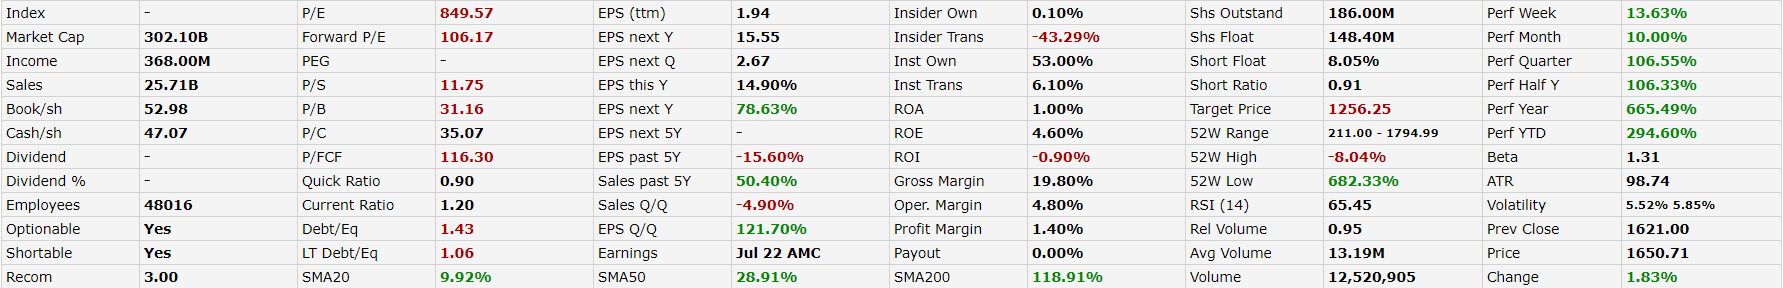 Index - P/E 849.57 EPS (ttm) 1.94 Insider Own 0.10% Shs Outstand 186.00M Perf Week 13.63%
Market Cap 302.10B Forward P/E 106.17 EPS next Y 15.55 Insider Trans -43.29% Shs Float 148.40M Perf Month 10.00%
Income 368.00M PEG - EPS next Q 2.67 Inst Own 53.00% Short Float 8.05% Perf Quarter 106.55%
Sales 25.71B P/S 11.75 EPS this Y 14.90% Inst Trans 6.10% Short Ratio 0.91 Perf Half Y 106.33%
Book/sh 52.98 P/B 31.16 EPS next Y 78.63% ROA 1.00% Target Price 1256.25 Perf Year 665.49%
Cash/sh 47.07 P/C 35.07 EPS next 5Y - ROE 4.60% 52W Range 211.00 - 1794.99 Perf YTD 294.60%
Dividend - P/FCF 116.30 EPS past 5Y -15.60% ROI -0.90% 52W High -8.04% Beta 1.31
Dividend % - Quick Ratio 0.90 Sales past 5Y 50.40% Gross Margin 19.80% 52W Low 682.33% ATR 98.74
Employees 48016 Current Ratio 1.20 Sales Q/Q -4.90% Oper. Margin 4.80% RSI (14) 65.45 Volatility 5.52% 5.85%
Optionable Yes Debt/Eq 1.43 EPS Q/Q 121.70% Profit Margin 1.40% Rel Volume 0.95 Prev Close 1621.00
Shortable Yes LT Debt/Eq 1.06 Earnings Jul 22 AMC Payout 0.00% Avg Volume 13.19M Price 1650.71
Recom 3.00 SMA20 9.92% SMA50 28.91% SMA200 118.91% Volume 12,520,905 Change 1.83%